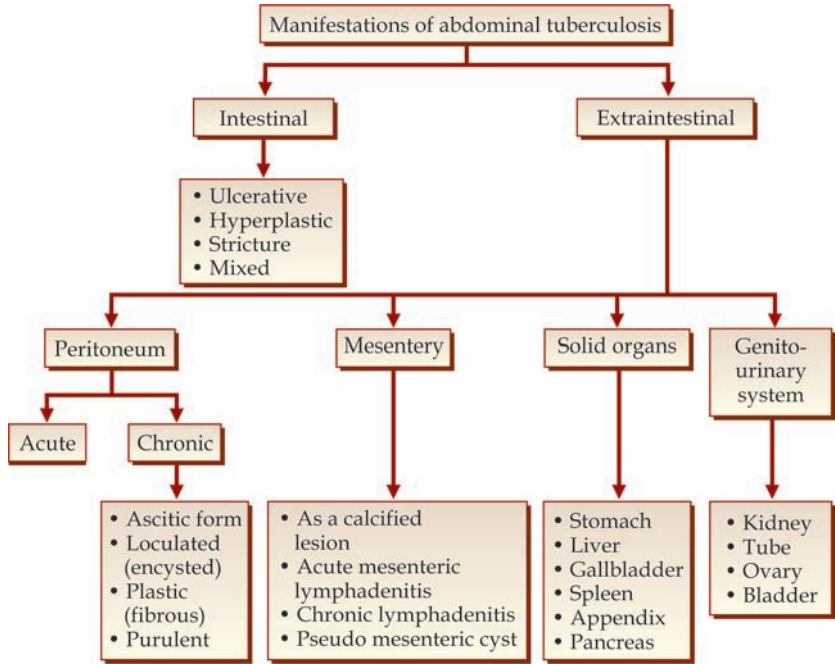 Manifestations of abdominal tuberculosis
Intestinal
Extraintestinal
• Ulcerative
• Hyperplastic
• Stricture
• Mixed
Peritoneum
Mesentery
Solid organs
Genito-
urinary
system
Acute
Chronic
• Ascitic form
• Loculated
(encysted)
• Plastic
(fibrous)
• Purulent
• As a calcified
lesion
• Acute mesenteric
lymphadenitis
• Chronic lymphadenitis
• Pseudo mesenteric cyst
• Stomach
• Liver
• Gallbladder
• Spleen
• Appendix
• Pancreas
• Kidney
• Tube
• Ovary
• Bladder